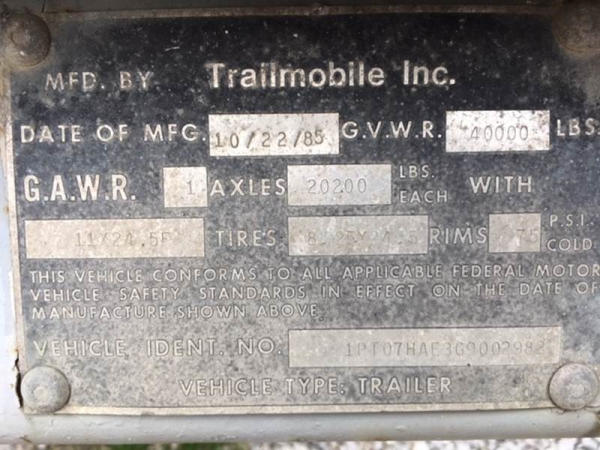 MFD. BY Trailmobile Inc.
DATE OF MFG. 10/22/85 G.V.W.R. 40000 LBS.
G.A.W.R. 1 AXLES 20200 LBS. EACH WITH
TIRES RIMS 75 P.S.I. COLD
THIS VEHICLE CONFORMS TO ALL APPLICABLE FEDERAL MOTOR
VEHICLE SAFETY STANDARDS IN EFFECT ON THE DATE OF
MANUFACTURE SHOWN ABOVE.
VEHICLE IDENT. NO.
VEHICLE TYPE: TRAILER